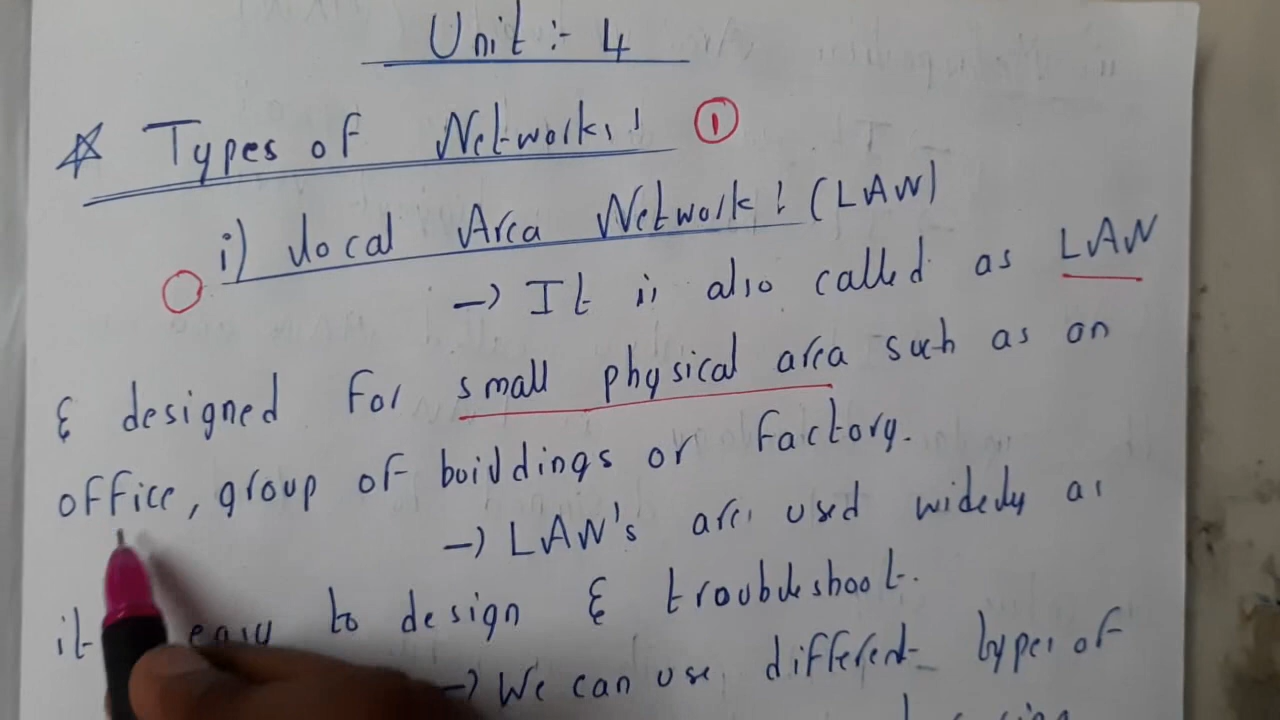 Unit :- 4
* Types of Networks: 1
i) Local Area Network: (LAN)
→ It is also called as LAN
& designed for small physical area such as an
office, group of buildings or factory.
→ LAN's are used widely as
it easy to design & troubleshoot.
→ We can use different types of